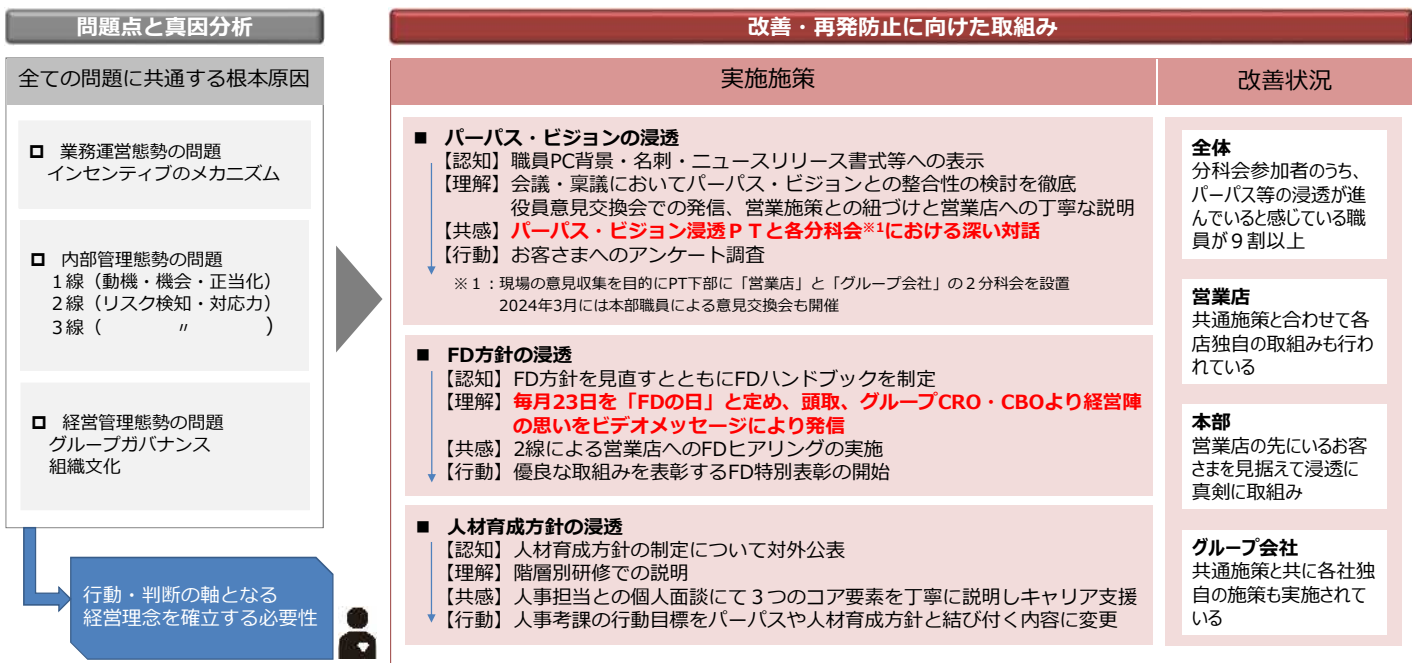 問題点と真因分析
全ての問題に共通する根本原因
業務運営態勢の問題
インセンティブのメカニズム
内部管理態勢の問題
1線（動機・機会・正当化）
2線（リスク検知・対応力）
3線（　　　〃　　　）
経営管理態勢の問題
グループガバナンス
組織文化
行動・判断の軸となる
経営理念を確立する必要性
改善・再発防止に向けた取組み
実施施策
■ パーパス・ビジョンの浸透
【認知】職員PC背景・名刺・ニュースリリース書式等への表示
【理解】会議・稟議においてパーパス・ビジョンとの整合性の検討を徹底
役員意見交換会での発信、営業施策との紐づけと営業店への丁寧な説明
【共感】パーパス・ビジョン浸透ＰＴと各分科会※1における深い対話
【行動】お客さまへのアンケート調査
※１：現場の意見収集を目的にPT下部に「営業店」と「グループ会社」の２分科会を設置
2024年3月には本部職員による意見交換会も開催
■ FD方針の浸透
【認知】FD方針を見直すとともにFDハンドブックを制定
【理解】毎月23日を「FDの日」と定め、頭取、グループCRO・CBOより経営陣
の思いをビデオメッセージにより発信
【共感】2線による営業店へのFDヒアリングの実施
【行動】優良な取組みを表彰するFD特別表彰の開始
■ 人材育成方針の浸透
【認知】人材育成方針の制定について対外公表
【理解】階層別研修での説明
【共感】人事担当との個人面談にて３つのコア要素を丁寧に説明しキャリア支援
【行動】人事考課の行動目標をパーパスや人材育成方針と結び付く内容に変更
改善状況
全体
分科会参加者のうち、
パーパス等の浸透が進
んでいると感じている職
員が９割以上
営業店
共通施策と合わせて各
店独自の取組みも行わ
れている
本部
営業店の先にいるお客
さまを見据えて浸透に
真剣に取組み
グループ会社
共通施策と共に各社独
自の施策も実施されて
いる